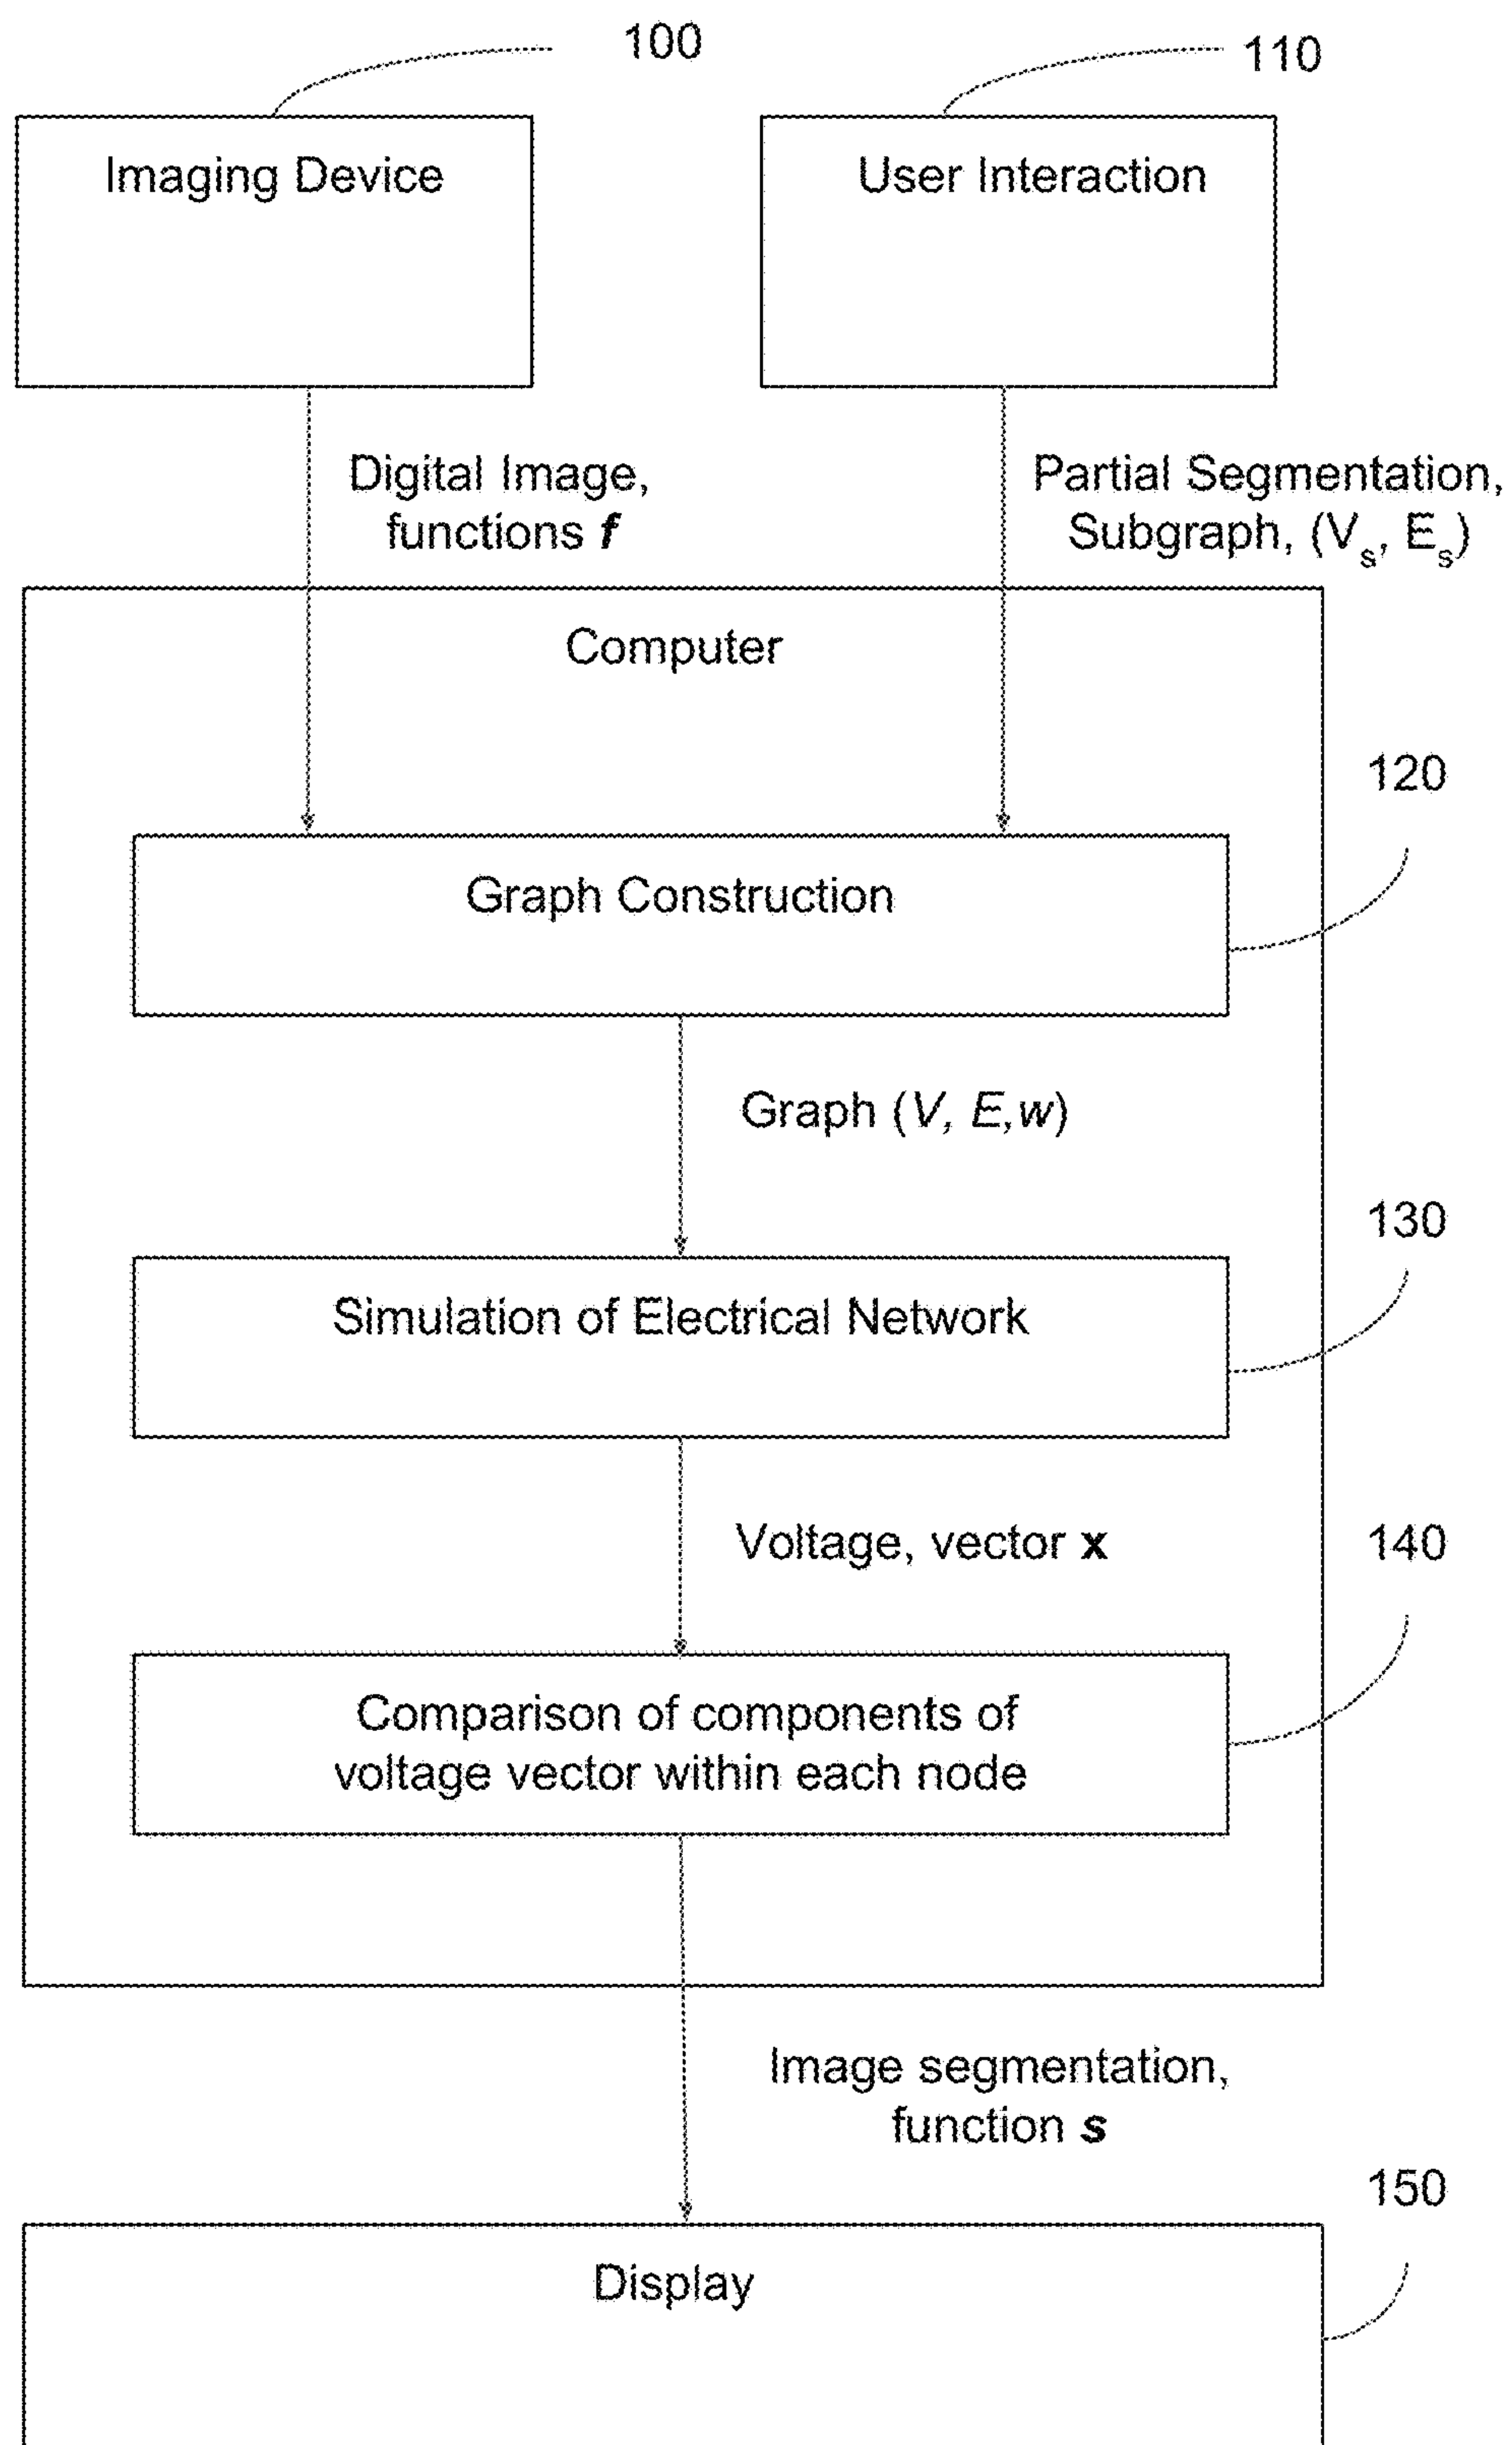 100
110
Imaging Device
User Interaction
Digital Image,
functions f
Partial Segmentation,
Subgraph, (Vs, Es)
Computer
120
Graph Construction
Graph (V, E,w)
130
Simulation of Electrical Network
Voltage, vector x
140
Comparison of components of
voltage vector within each node
Image segmentation,
function s
150
Display